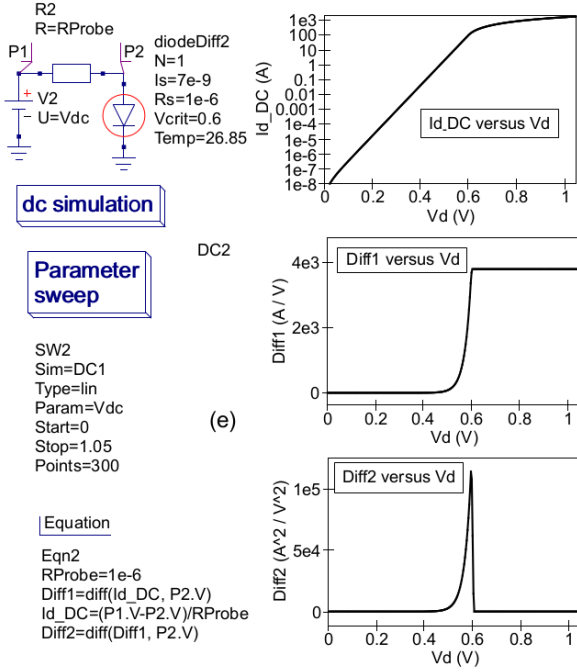 R2
R=RProbe
P1
P2
V2
U=Vdc
diodeDiff2
N=1
Is=7e-9
Rs=1e-6
Vcrit=0.6
Temp=26.85
dc simulation
DC2
Parameter
sweep
SW2
Sim=DC1
Type=lin
Param=Vdc
Start=0
Stop=1.05
Points=300
(e)
Equation
Eqn2
RProbe=1e-6
Diff1=diff(Id_DC, P2.V)
Id_DC=(P1.V-P2.V)/RProbe
Diff2=diff(Diff1, P2.V)
Id_DC (A)
1e3
100
10
1
0.1
0.01
0.001
1e-4
1e-5
1e-6
1e-7
1e-8
Id_DC versus Vd
0 0.2 0.4 0.6 0.8 1
Vd (V)
Diff1 (A / V)
4e3
2e3
0
Diff1 versus Vd
0 0.2 0.4 0.6 0.8 1
Vd (V)
Diff2 (A^2 / V^2)
1e5
5e4
0
Diff2 versus Vd
0 0.2 0.4 0.6 0.8 1
Vd (V)